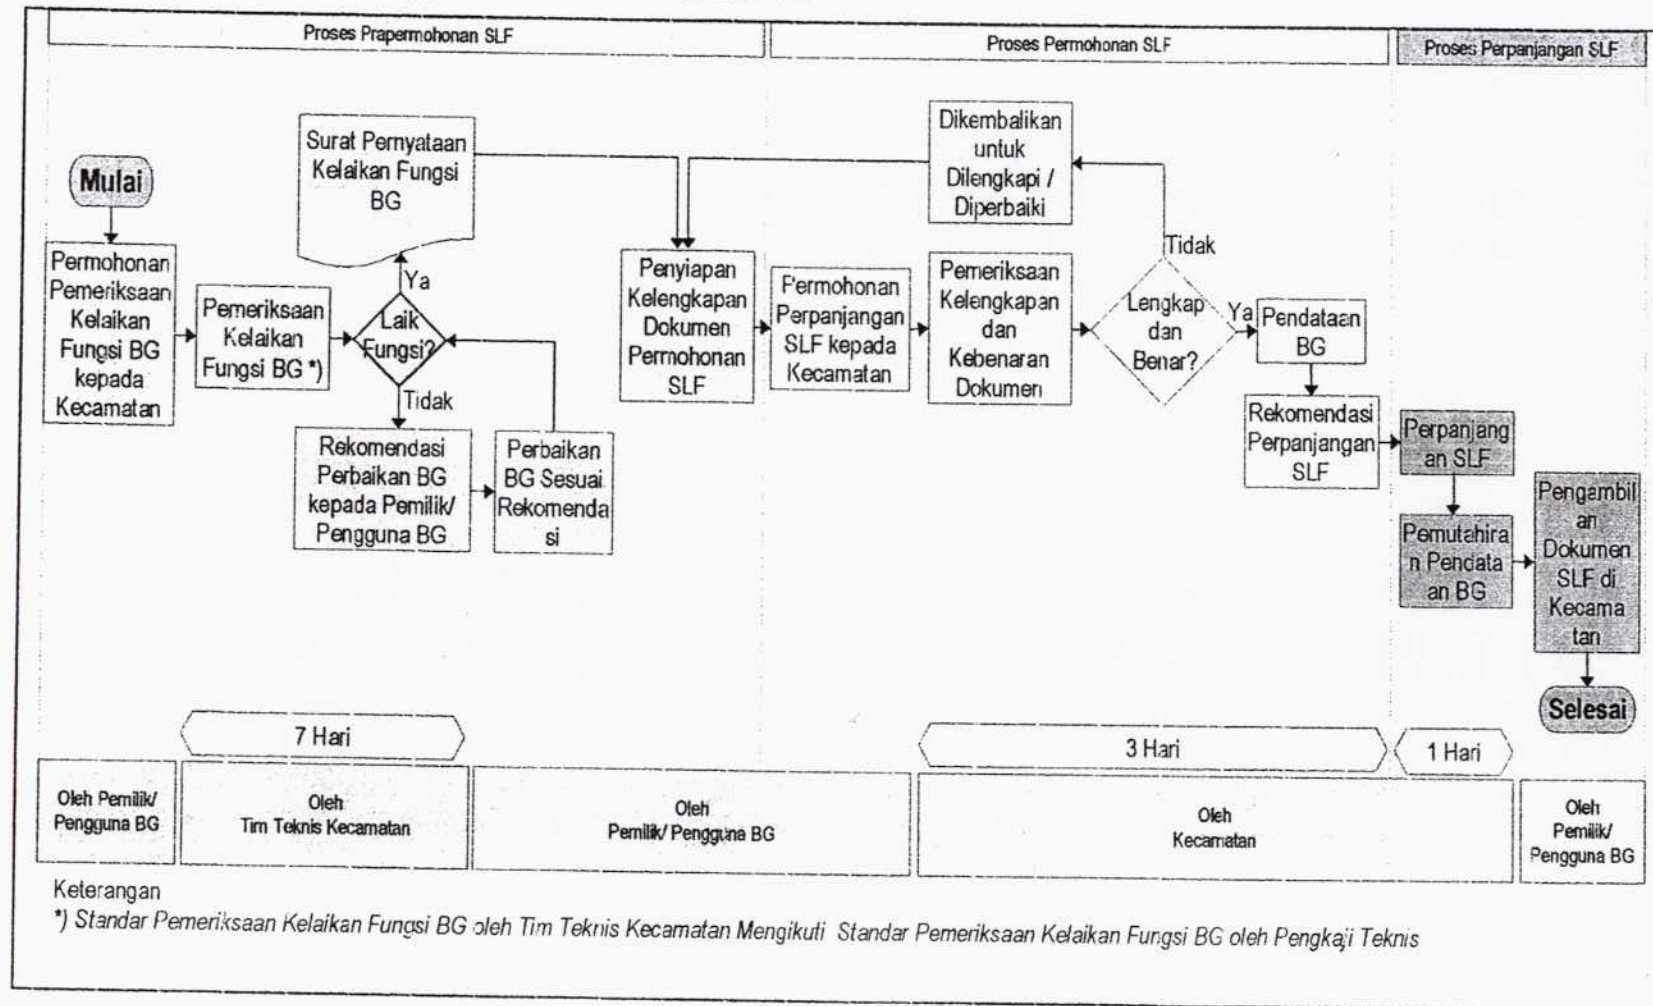 Proses Prapermohonan SLF
Proses Permohonan SLF
Proses Perpanjangan SLF
Mulai
Permohonan
Pemeriksaan
Kelaikan
Fungsi BG
kepada
Kecamatan
Pemeriksaan
Kelaikan
Fungsi BG *)
Laik
Fungsi?
Ya
Surat Pernyataan
Kelaikan Fungsi
BG
Tidak
Rekomendasi
Perbaikan BG
kepada Pemilik/
Pengguna BG
Perbaikan
BG Sesuai
Rekomenda
si
Penyiapan
Kelengkapan
Dokumen
Permohonan
SLF
Permohonan
Perpanjangan
SLF kepada
Kecamatan
Pemeriksaan
Kelengkapan
dan
Kebenaran
Dokumen
Lengkap
dan
Benar?
Tidak
Dikembalikan
untuk
Dilengkapi /
Diperbaiki
Ya
Pendataan
BG
Rekomendasi
Perpanjangan
SLF
Perpanjang
an SLF
Pemutahira
n Pendata
an BG
Pengambil
an
Dokumen
SLF di
Kecama
tan
Selesai
7 Hari
3 Hari
1 Hari
Oleh Pemilik/
Pengguna BG
Oleh
Tim Teknis Kecamatan
Oleh
Pemilik/ Pengguna BG
Oleh
Kecamatan
Oleh
Pemilik/
Pengguna BG
Keterangan
*) Standar Pemeriksaan Kelaikan Fungsi BG oleh Tim Teknis Kecamatan Mengikuti Standar Pemeriksaan Kelaikan Fungsi BG oleh Pengkaji Teknis